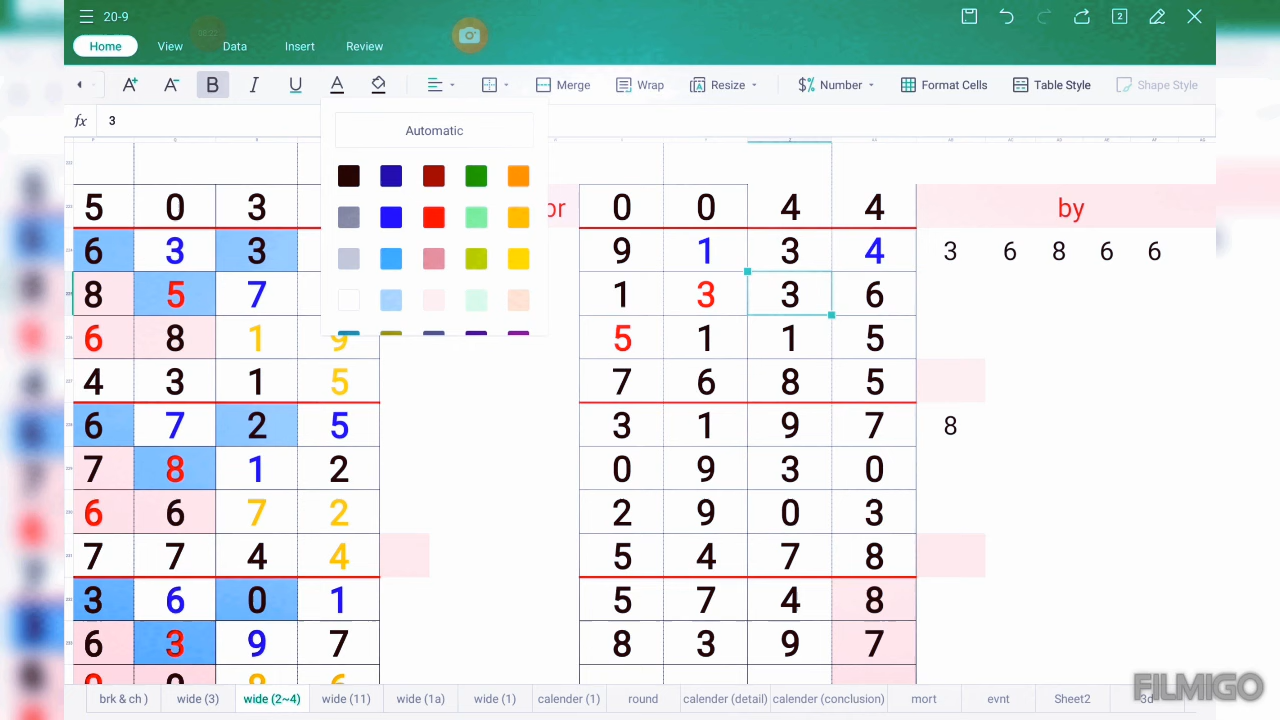 20-9
2
Home View Data Insert Review
A+ A- B I U A Merge Wrap Resize $% Number Format Cells Table Style Shape Style
fx 3
Automatic
5 0 3 or 0 0 4 4 by
6 3 3 9 1 3 4 3 6 8 6 6
8 5 7 1 3 3 6
6 8 1 9 5 1 1 5
4 3 1 5 7 6 8 5
6 7 2 5 3 1 9 7 8
7 8 1 2 0 9 3 0
6 6 7 2 2 9 0 3
7 7 4 4 5 4 7 8
3 6 0 1 5 7 4 8
6 3 9 7 8 3 9 7
brk & ch ) wide (3) wide (2~4) wide (11) wide (1a) wide (1) calender (1) round calender (detail) calender (conclusion) mort evnt Sheet2 3d
FILMIGO